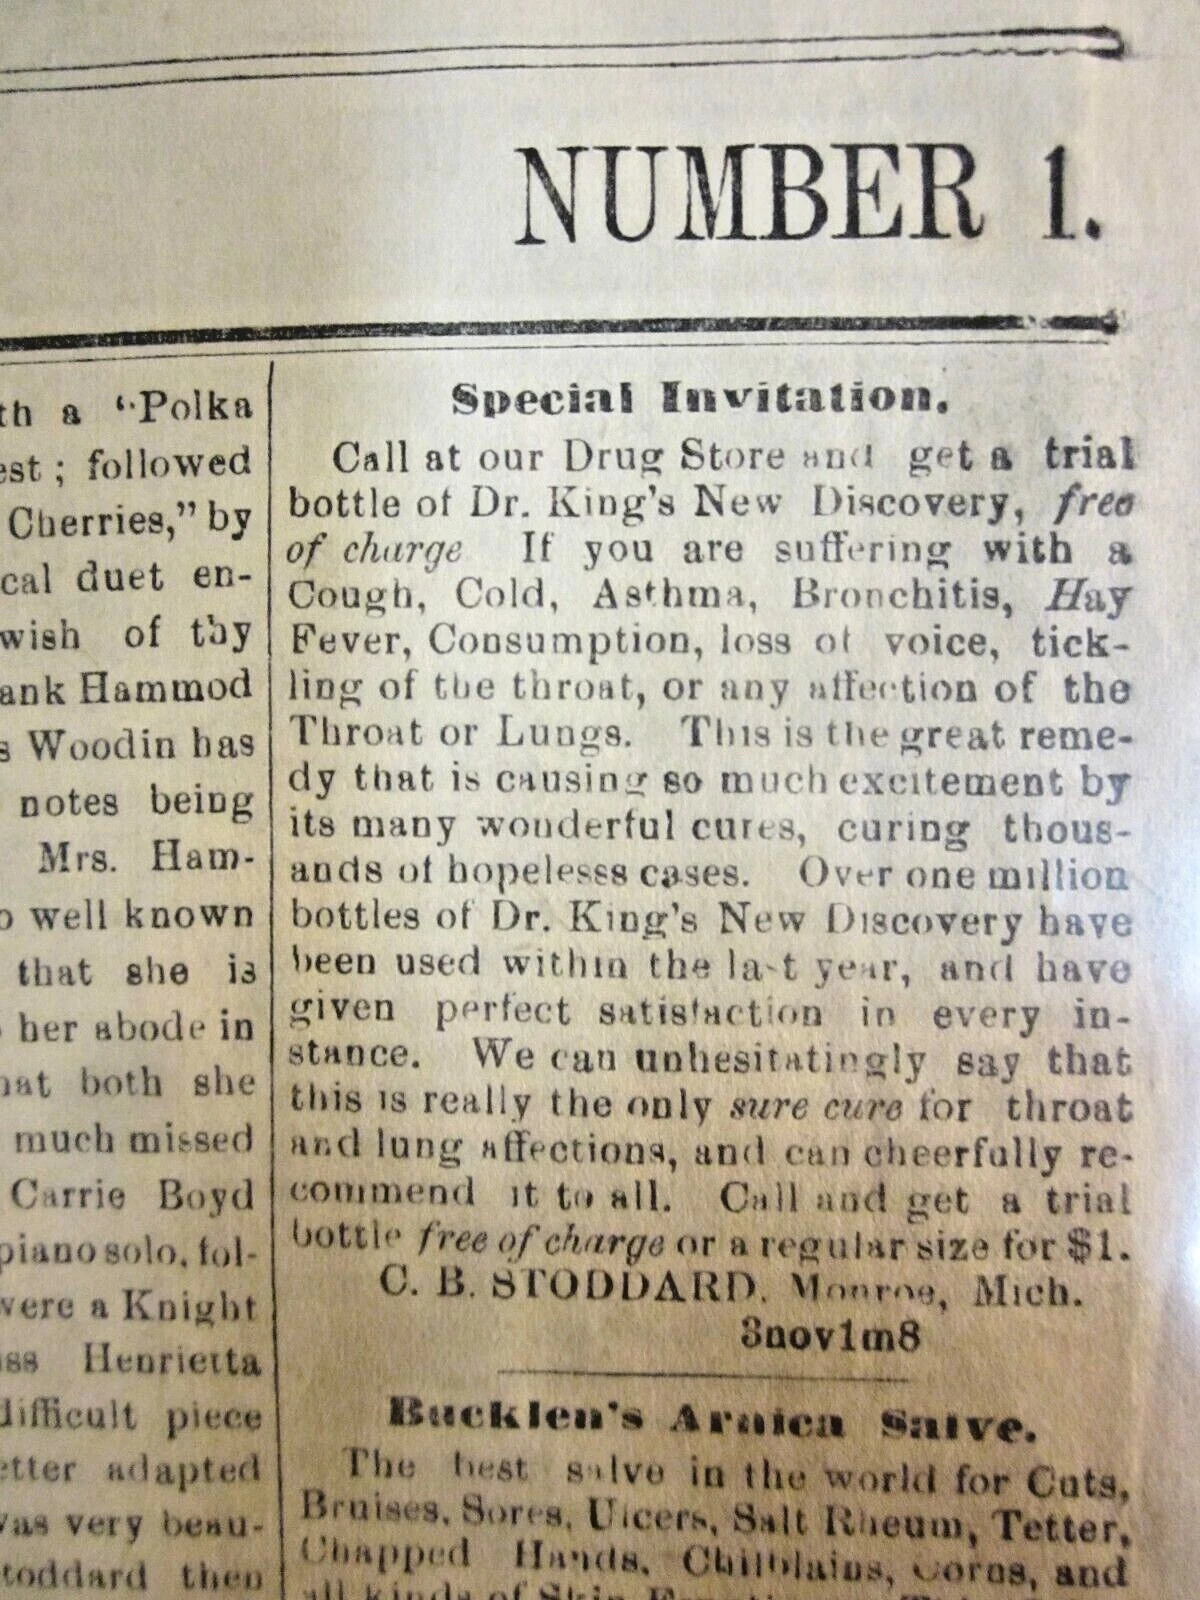 NUMBER 1.
th a "Polka
est ; followed
Cherries," by
cal duet en-
wish of thy
ank Hammod
s Woodin has
notes being
Mrs. Ham-
o well known
that she is
her abode in
hat both she
much missed
Carrie Boyd
piano solo, fol-
were a Knight
iss Henrietta
difficult piece
etter adapted
was very beau-
toddard then
Special Invitation.
Call at our Drug Store and get a trial
bottle of Dr. King's New Discovery, free
of charge If you are suffering with a
Cough, Cold, Asthma, Bronchitis, Hay
Fever, Consumption, loss of voice, tick-
ling of the throat, or any affection of the
Throat or Lungs. This is the great reme-
dy that is causing so much excitement by
its many wonderful cures, curing thous-
ands of hopelesss cases. Over one million
bottles of Dr. King's New Discovery have
been used within the last year, and have
given perfect satisfaction in every in-
stance. We can unhesitatingly say that
this is really the only sure cure for throat
and lung affections, and can cheerfully re-
commend it to all. Call and get a trial
bottle free of charge or a regular size for $1.
C. B. STODDARD. Monroe, Mich.
3nov1m8
Bucklen's Arnica Salve.
The best salve in the world for Cuts,
Bruises, Sores, Ulcers, Salt Rheum, Tetter,
Chapped Hands, Chilblains, Corns, and
all kinds of Skin